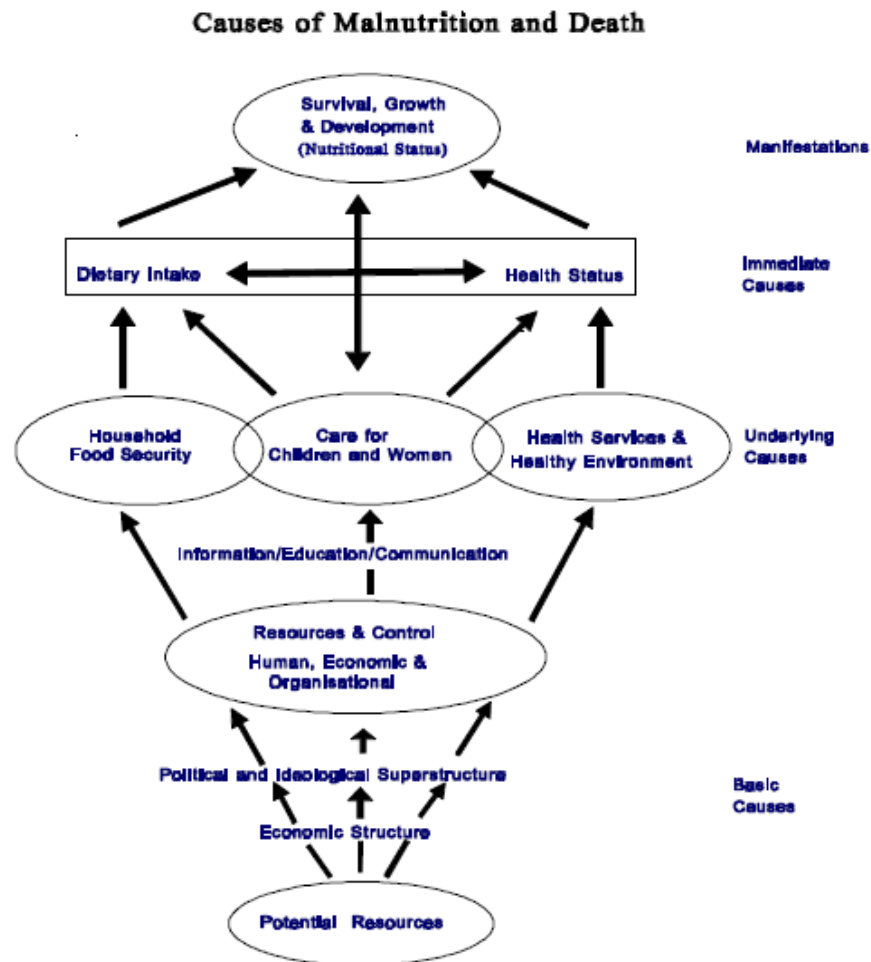 Causes of Malnutrition and Death
Survival, Growth
& Development
(Nutritional Status)
Manifestations
Dietary Intake
Health Status
Immediate
Causes
Household
Food Security
Care for
Children and Women
Health Services &
Healthy Environment
Underlying
Causes
Information/Education/Communication
Resources & Control
Human, Economic &
Organisational
Political and Ideological Superstructure
Economic Structure
Basic
Causes
Potential Resources